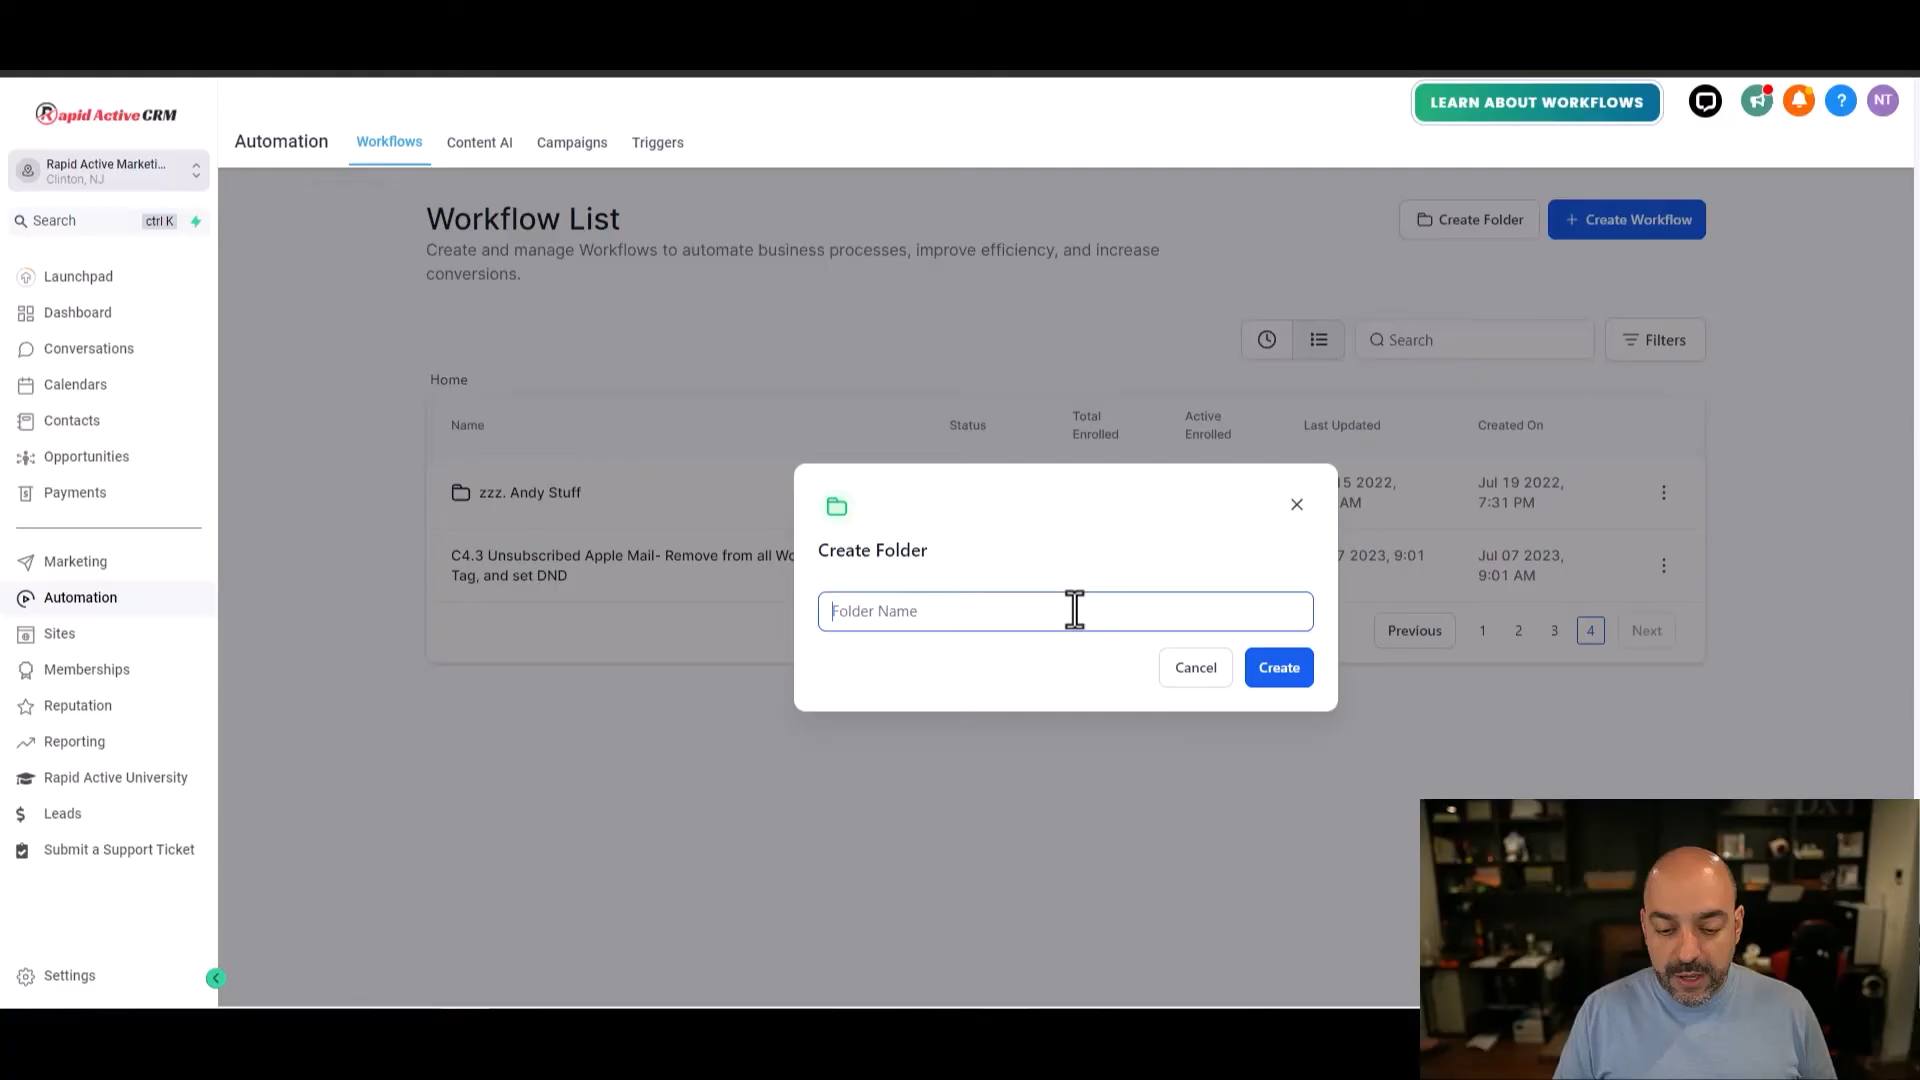 Rapid Active CRM
Rapid Active Marketi...
Clinton, NJ
Search
ctrl K
Launchpad
Dashboard
Conversations
Calendars
Contacts
Opportunities
Payments
Marketing
Automation
Sites
Memberships
Reputation
Reporting
Rapid Active University
Leads
Submit a Support Ticket
Settings
Automation
Workflows
Content AI
Campaigns
Triggers
LEARN ABOUT WORKFLOWS
?
NT
Workflow List
Create and manage Workflows to automate business processes, improve efficiency, and increase
conversions.
Create Folder
+ Create Workflow
Search
Filters
Home
Name
Status
Total
Enrolled
Active
Enrolled
Last Updated
Created On
zzz. Andy Stuff
15 2022,
AM
Jul 19 2022,
7:31 PM
C4.3 Unsubscribed Apple Mail- Remove from all Wo
Tag, and set DND
7 2023, 9:01
Jul 07 2023,
9:01 AM
Previous
1
2
3
4
Next
Create Folder
Folder Name
Cancel
Create